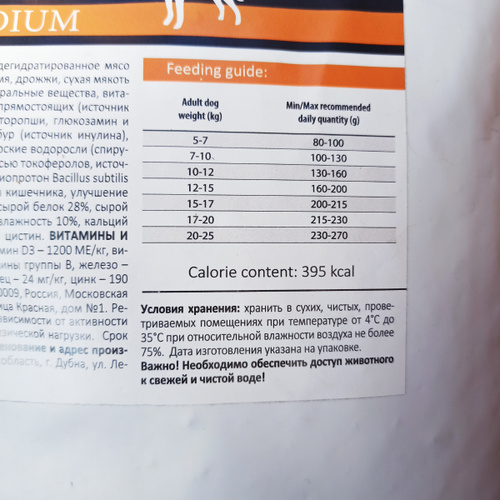 DIUM
дегидратированное мясо
дрожжи, сухая мякоть
ральные вещества, вита-
прямостоящих (источник
торопши, глюкозамин и
бур (источник инулина),
рские водоросли (спиру-
сью токоферолов, источ-
иопротон Bacillus subtilis
кишечника, улучшение
сырой белок 28%, сырой
влажность 10%, кальций
цистин. ВИТАМИНЫ И
мин D3 – 1200 МЕ/кг, ви-
мины группы В, железо –
ец – 24 мг/кг, цинк – 190
0009, Россия, Московская
ица Красная, дом №1. Ре-
зависимости от активности
зической нагрузки. Срок
менование и адрес произ-
область, г. Дубна, ул. Ле-
Feeding guide:
Adult dog weight (kg) Min/Max recommended daily quantity (g)
5-7 80-100
7-10 100-130
10-12 130-160
12-15 160-200
15-17 200-215
17-20 215-230
20-25 230-270
Calorie content: 395 kcal
Условия хранения: хранить в сухих, чистых, прове-
триваемых помещениях при температуре от 4°С до
35°С при относительной влажности воздуха не более
75%. Дата изготовления указана на упаковке.
Важно! Необходимо обеспечить доступ животного
к свежей и чистой воде!